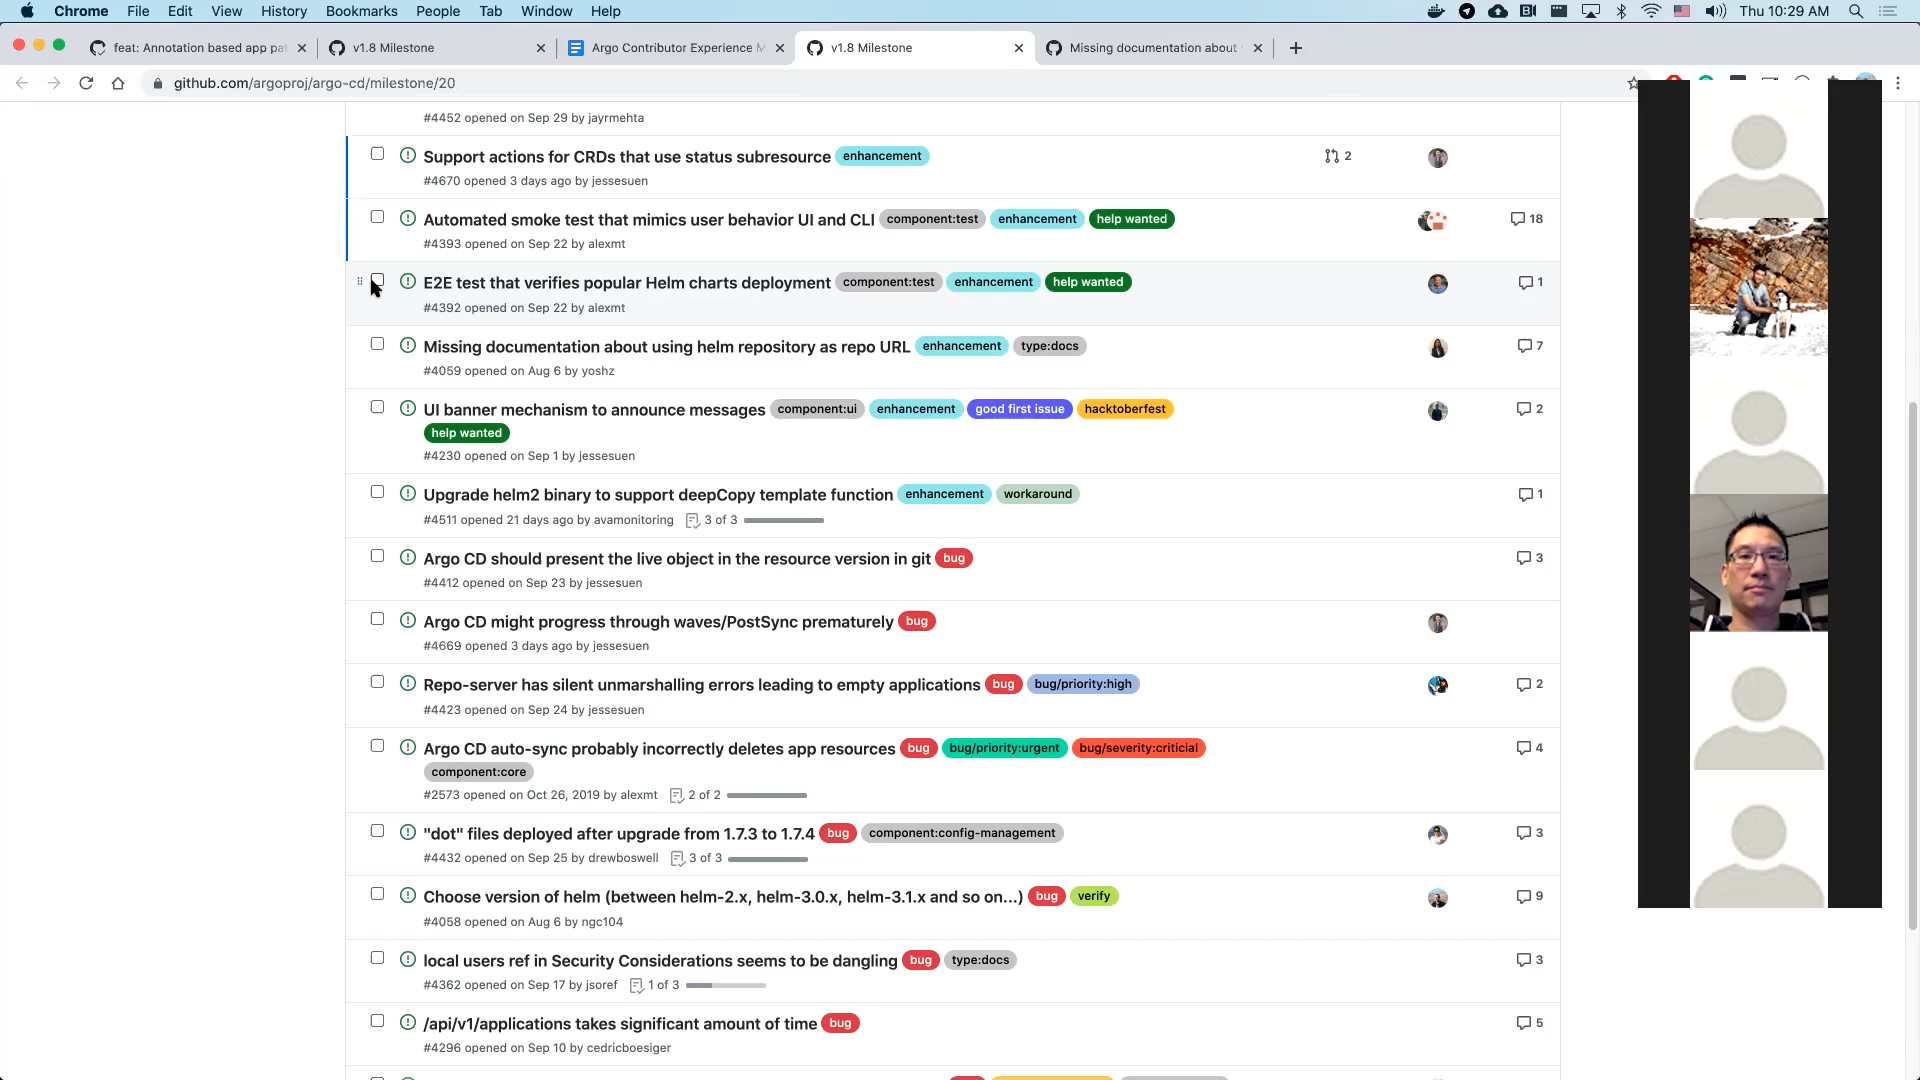 Chrome File Edit View History Bookmarks People Tab Window Help Thu 10:29 AM
feat: Annotation based app pat v1.8 Milestone Argo Contributor Experience M v1.8 Milestone Missing documentation about
github.com/argoproj/argo-cd/milestone/20
#4452 opened on Sep 29 by jayrmehta
Support actions for CRDs that use status subresource enhancement 2
#4670 opened 3 days ago by jessesuen
Automated smoke test that mimics user behavior UI and CLI component:test enhancement help wanted 18
#4393 opened on Sep 22 by alexmt
E2E test that verifies popular Helm charts deployment component:test enhancement help wanted 1
#4392 opened on Sep 22 by alexmt
Missing documentation about using helm repository as repo URL enhancement type:docs 7
#4059 opened on Aug 6 by yoshz
UI banner mechanism to announce messages component:ui enhancement good first issue hacktoberfest 2
help wanted
#4230 opened on Sep 1 by jessesuen
Upgrade helm2 binary to support deepCopy template function enhancement workaround 1
#4511 opened 21 days ago by avamonitoring 3 of 3
Argo CD should present the live object in the resource version in git bug 3
#4412 opened on Sep 23 by jessesuen
Argo CD might progress through waves/PostSync prematurely bug
#4669 opened 3 days ago by jessesuen
Repo-server has silent unmarshalling errors leading to empty applications bug bug/priority:high 2
#4423 opened on Sep 24 by jessesuen
Argo CD auto-sync probably incorrectly deletes app resources bug bug/priority:urgent bug/severity:criticial 4
component:core
#2573 opened on Oct 26, 2019 by alexmt 2 of 2
"dot" files deployed after upgrade from 1.7.3 to 1.7.4 bug component:config-management 3
#4432 opened on Sep 25 by drewboswell 3 of 3
Choose version of helm (between helm-2.x, helm-3.0.x, helm-3.1.x and so on...) bug verify 9
#4058 opened on Aug 6 by ngc104
local users ref in Security Considerations seems to be dangling bug type:docs 3
#4362 opened on Sep 17 by jsoref 1 of 3
/api/v1/applications takes significant amount of time bug 5
#4296 opened on Sep 10 by cedricboesiger